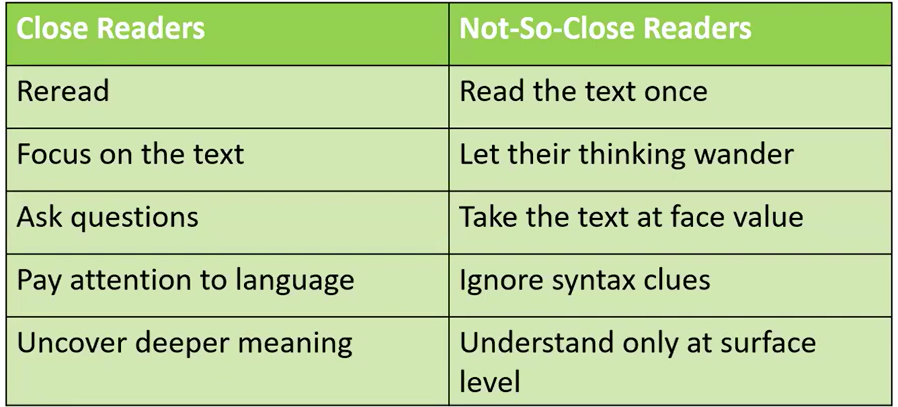 Close Readers
Not-So-Close Readers
Reread
Read the text once
Focus on the text
Let their thinking wander
Ask questions
Take the text at face value
Pay attention to language
Ignore syntax clues
Uncover deeper meaning
Understand only at surface
level